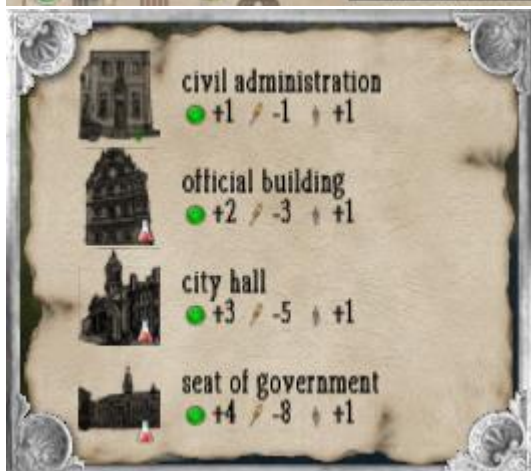 civil administration
+1 -1 +1
official building
+2 -3 +1
city hall
+3 -5 +1
seat of government
+4 -8 +1